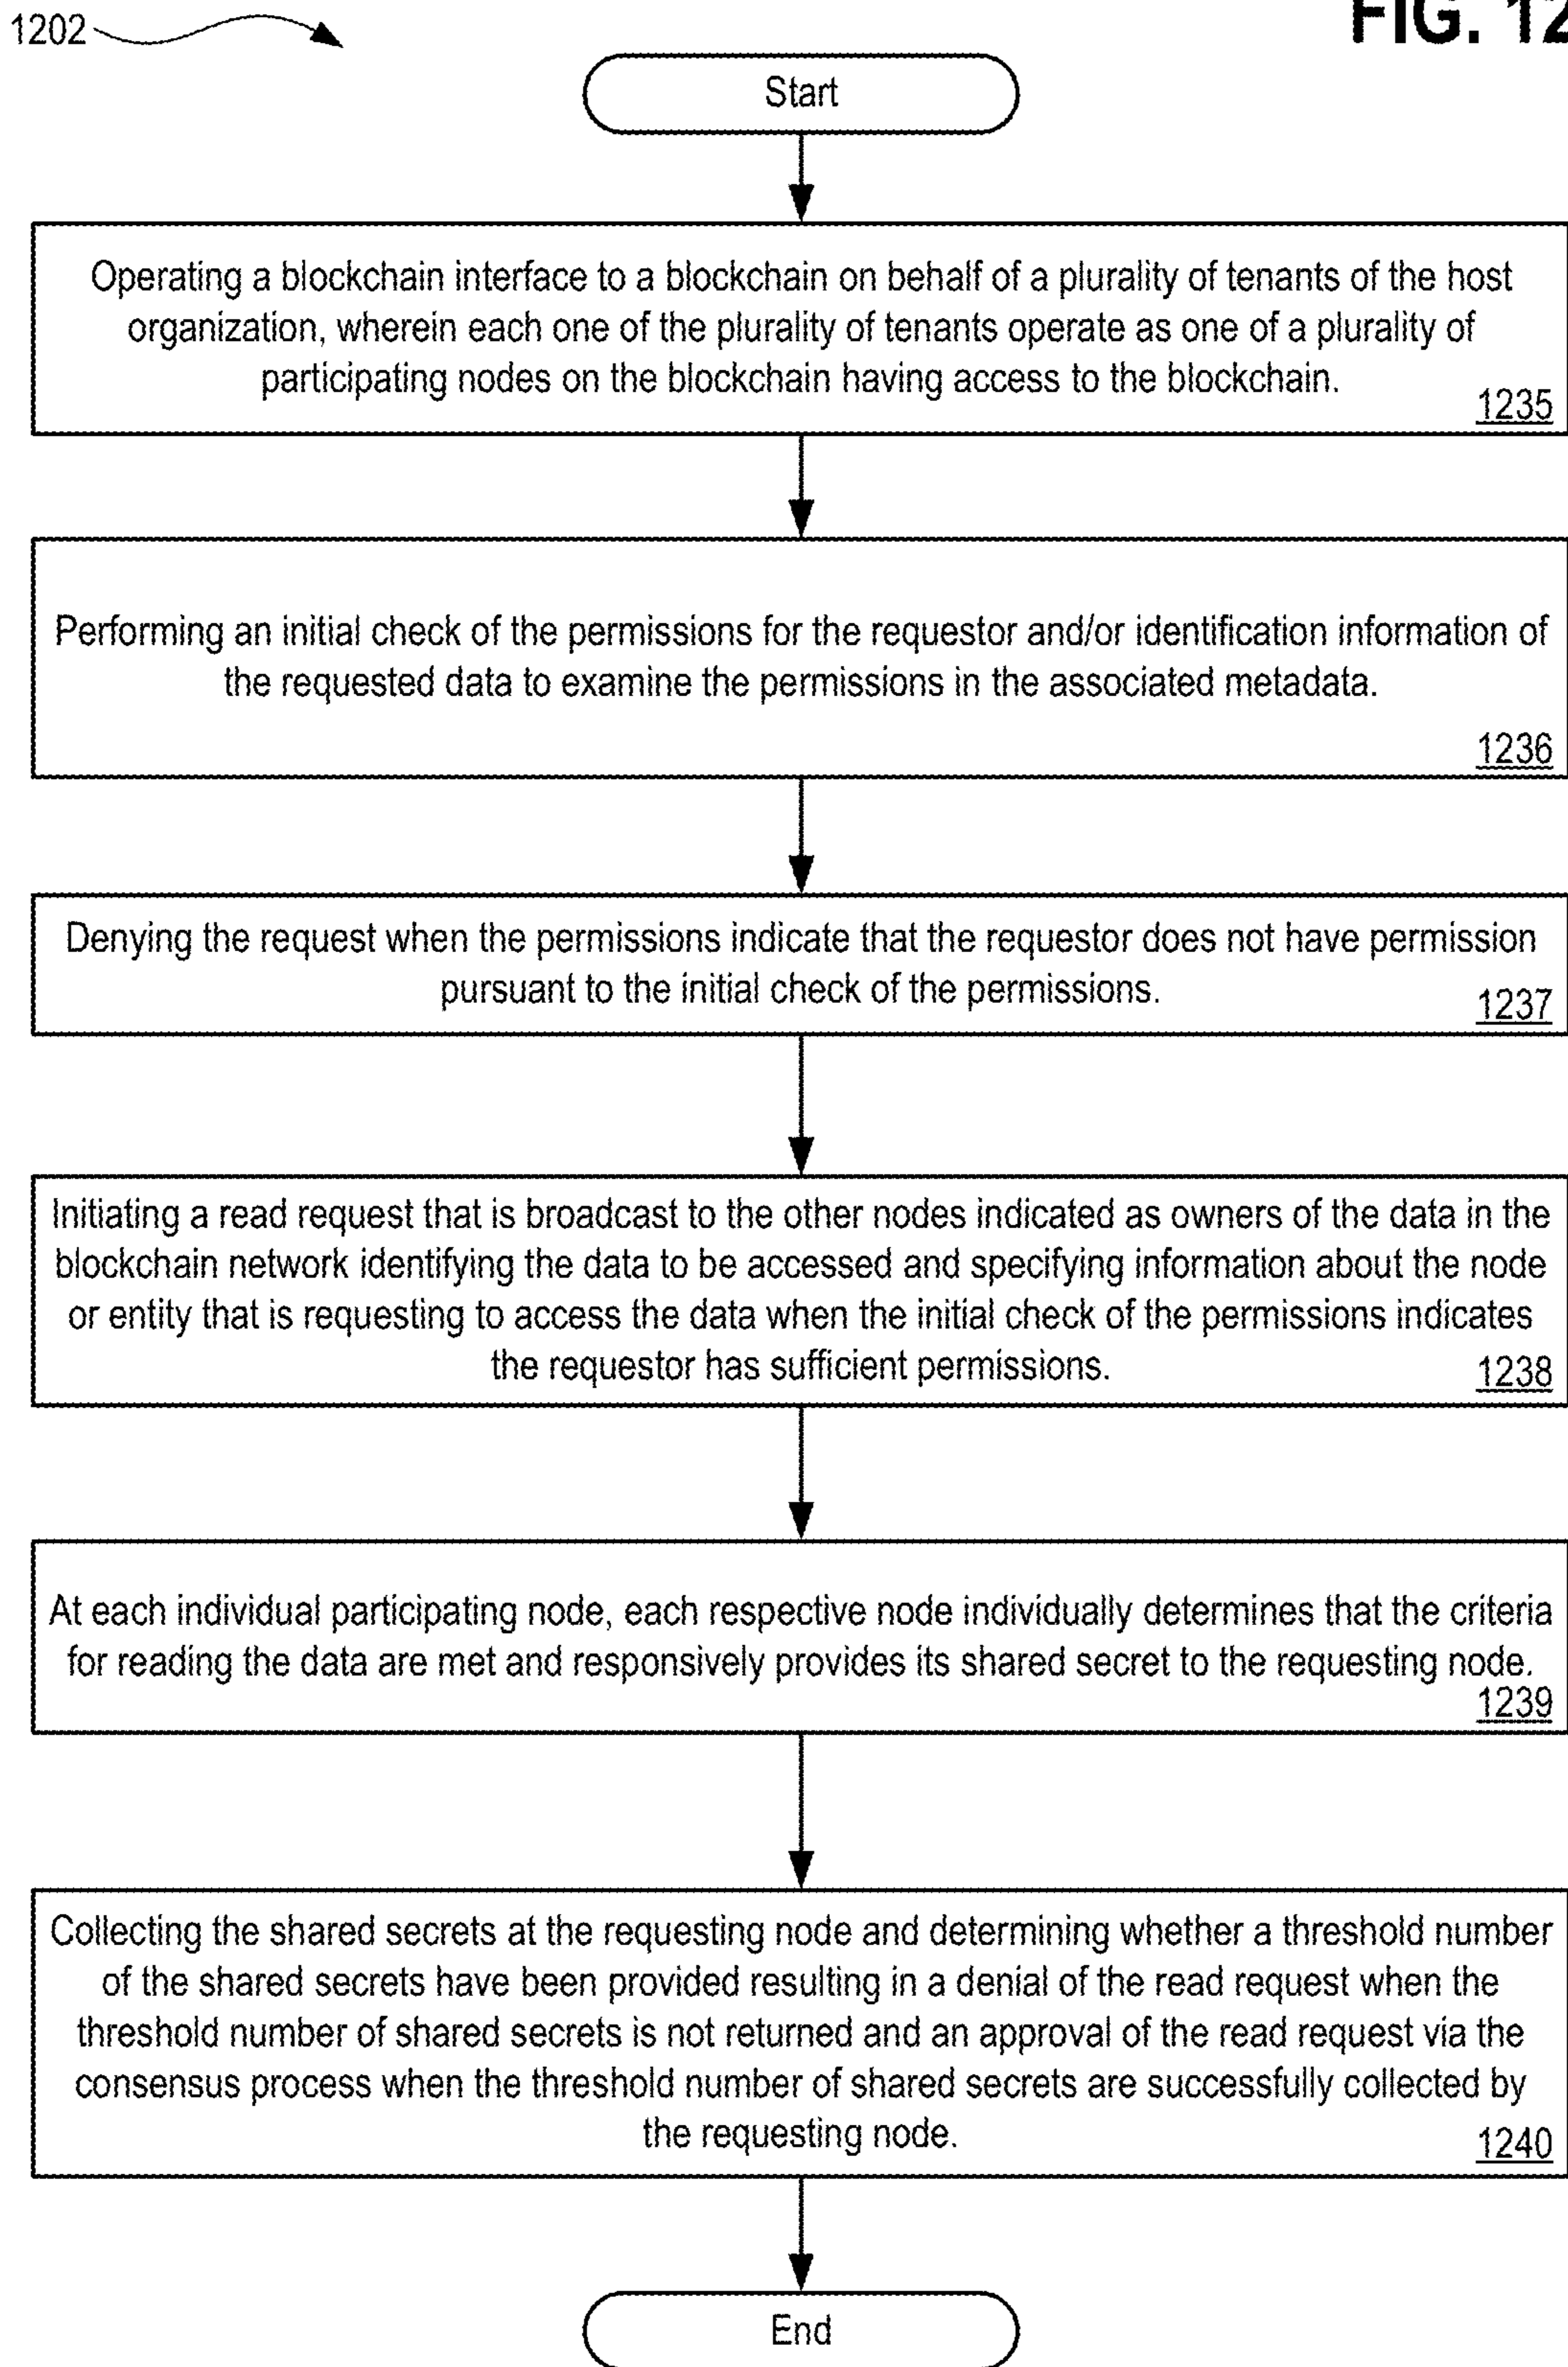 1202
FIG. 12
Start
Operating a blockchain interface to a blockchain on behalf of a plurality of tenants of the host
organization, wherein each one of the plurality of tenants operate as one of a plurality of
participating nodes on the blockchain having access to the blockchain.
1235
Performing an initial check of the permissions for the requestor and/or identification information of
the requested data to examine the permissions in the associated metadata.
1236
Denying the request when the permissions indicate that the requestor does not have permission
pursuant to the initial check of the permissions.
1237
Initiating a read request that is broadcast to the other nodes indicated as owners of the data in the
blockchain network identifying the data to be accessed and specifying information about the node
or entity that is requesting to access the data when the initial check of the permissions indicates
the requestor has sufficient permissions.
1238
At each individual participating node, each respective node individually determines that the criteria
for reading the data are met and responsively provides its shared secret to the requesting node.
1239
Collecting the shared secrets at the requesting node and determining whether a threshold number
of the shared secrets have been provided resulting in a denial of the read request when the
threshold number of shared secrets is not returned and an approval of the read request via the
consensus process when the threshold number of shared secrets are successfully collected by
the requesting node.
1240
End